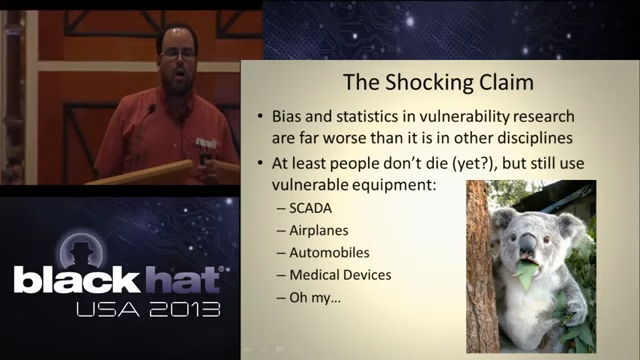 The Shocking Claim
• Bias and statistics in vulnerability research
are far worse than it is in other disciplines
• At least people don't die (yet?), but still use
vulnerable equipment:
– SCADA
– Airplanes
– Automobiles
– Medical Devices
– Oh my…
black hat®
USA 2013